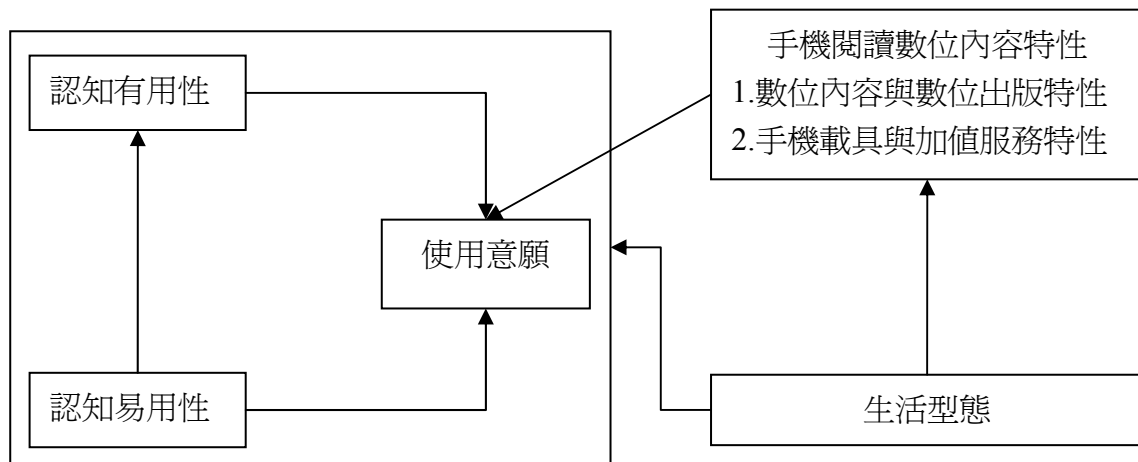 手機閱讀數位內容特性
1.數位內容與數位出版特性
2.手機載具與加值服務特性
認知有用性
使用意願
認知易用性
生活型態